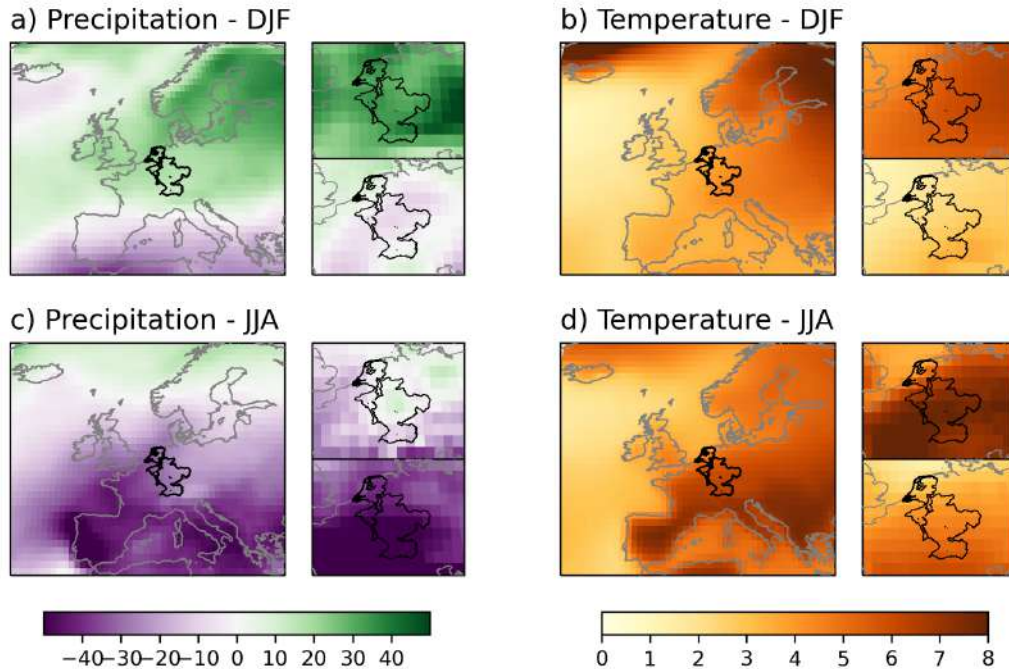 a) Precipitation - DJF
b) Temperature - DJF
c) Precipitation - JJA
d) Temperature - JJA
−40 −30 −20 −10 0 10 20 30 40
0 1 2 3 4 5 6 7 8